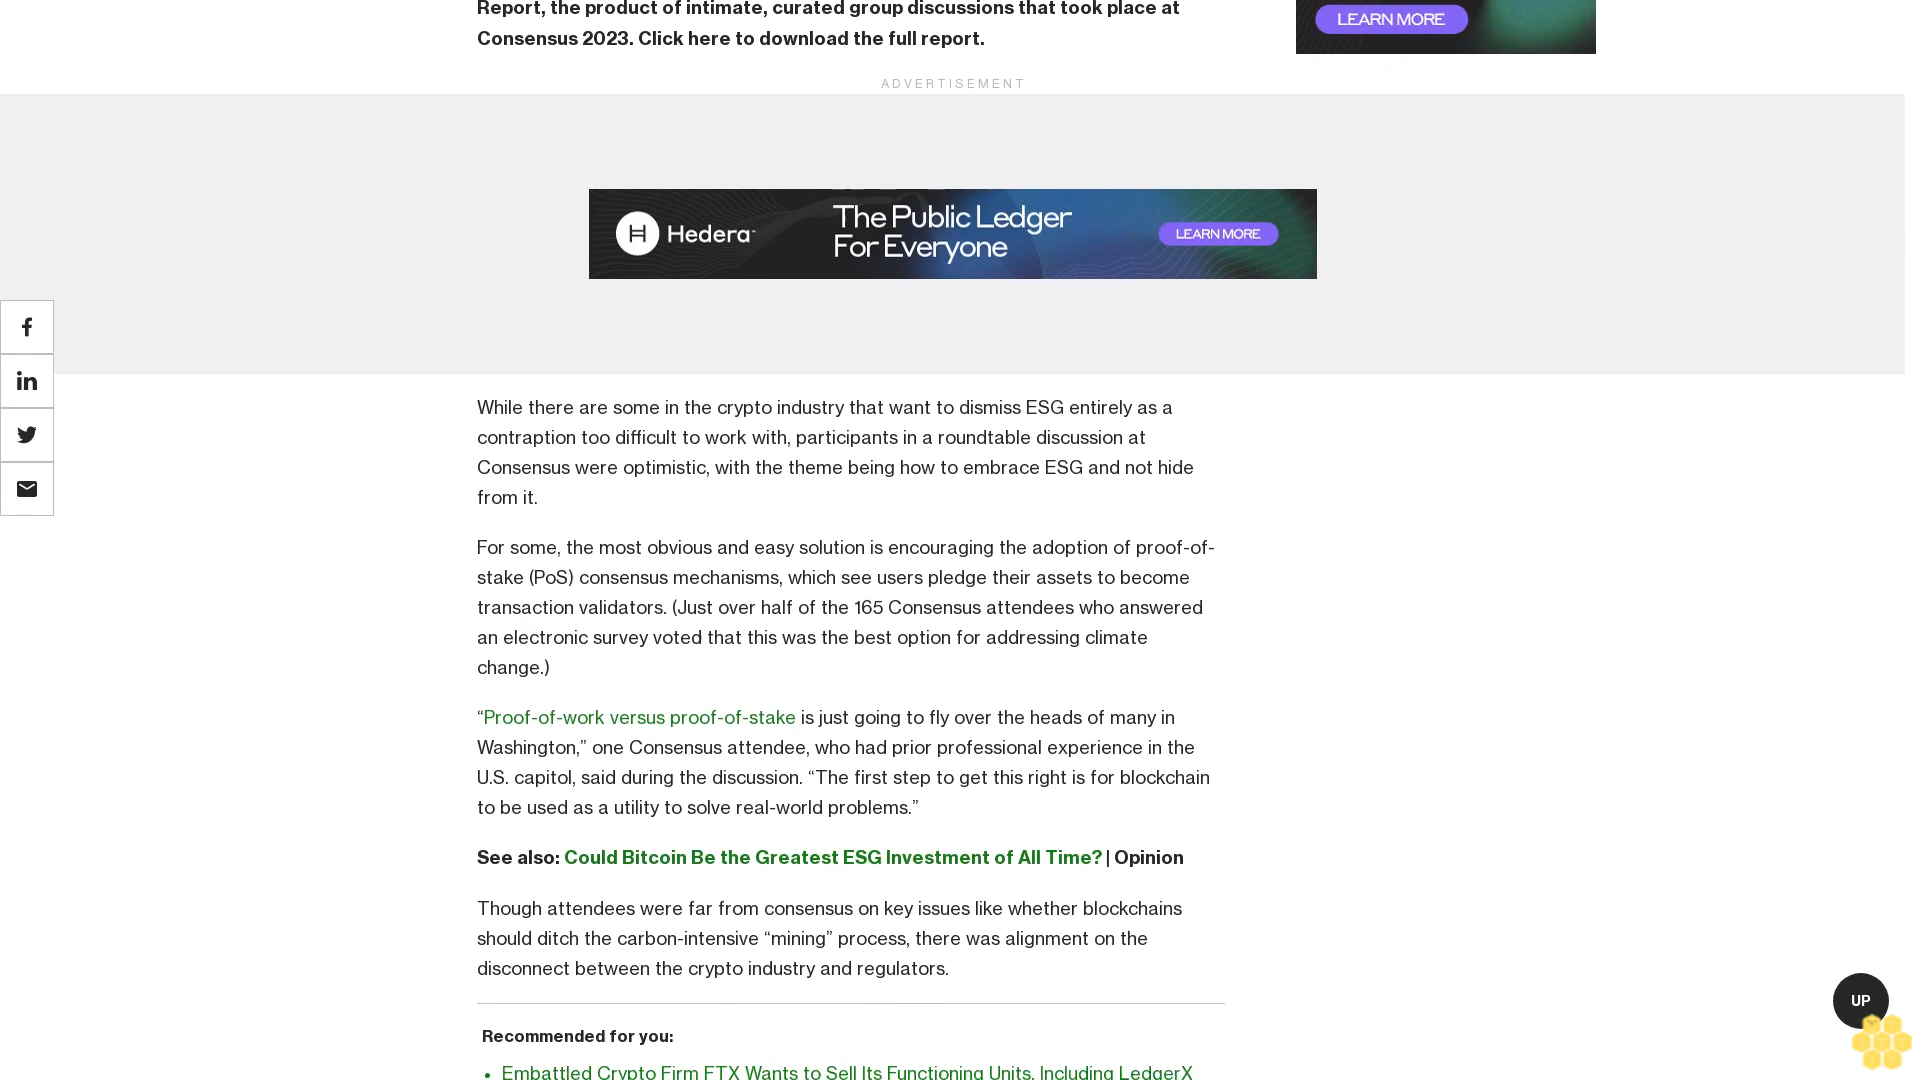 Report, the product of intimate, curated group discussions that took place at
Consensus 2023. Click here to download the full report.
LEARN MORE
ADVERTISEMENT
Hedera
The Public Ledger
For Everyone
LEARN MORE
While there are some in the crypto industry that want to dismiss ESG entirely as a
contraption too difficult to work with, participants in a roundtable discussion at
Consensus were optimistic, with the theme being how to embrace ESG and not hide
from it.
For some, the most obvious and easy solution is encouraging the adoption of proof-of-
stake (PoS) consensus mechanisms, which see users pledge their assets to become
transaction validators. (Just over half of the 165 Consensus attendees who answered
an electronic survey voted that this was the best option for addressing climate
change.)
“Proof-of-work versus proof-of-stake is just going to fly over the heads of many in
Washington,” one Consensus attendee, who had prior professional experience in the
U.S. capitol, said during the discussion. “The first step to get this right is for blockchain
to be used as a utility to solve real-world problems.”
See also: Could Bitcoin Be the Greatest ESG Investment of All Time? | Opinion
Though attendees were far from consensus on key issues like whether blockchains
should ditch the carbon-intensive “mining” process, there was alignment on the
disconnect between the crypto industry and regulators.
UP
Recommended for you:
• Embattled Crypto Firm FTX Wants to Sell Its Functioning Units, Including LedgerX